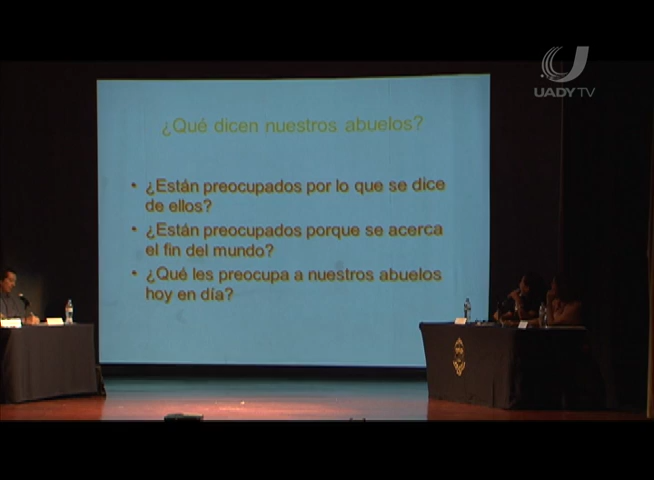 UADY TV
¿Qué dicen nuestros abuelos?
• ¿Están preocupados por lo que se dice
de ellos?
• ¿Están preocupados porque se acerca
el fin del mundo?
• ¿Qué les preocupa a nuestros abuelos
hoy en día?